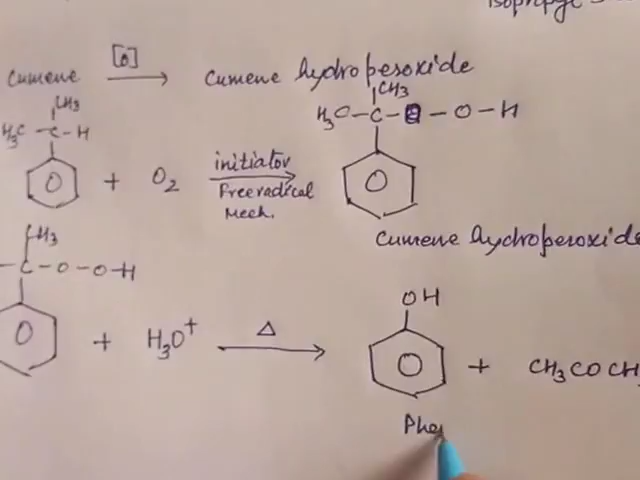 Isopropyl
Cumene [O] → Cumene hydroperoxide
CH3
H3C-C-H
+ O2 initiator → Free radical Mech.
CH3
H3C-C-O-O-H
Cumene hydroperoxide
CH3
-C-O-O-H
+ H3O+ Δ →
OH
+ CH3COCH
Phe